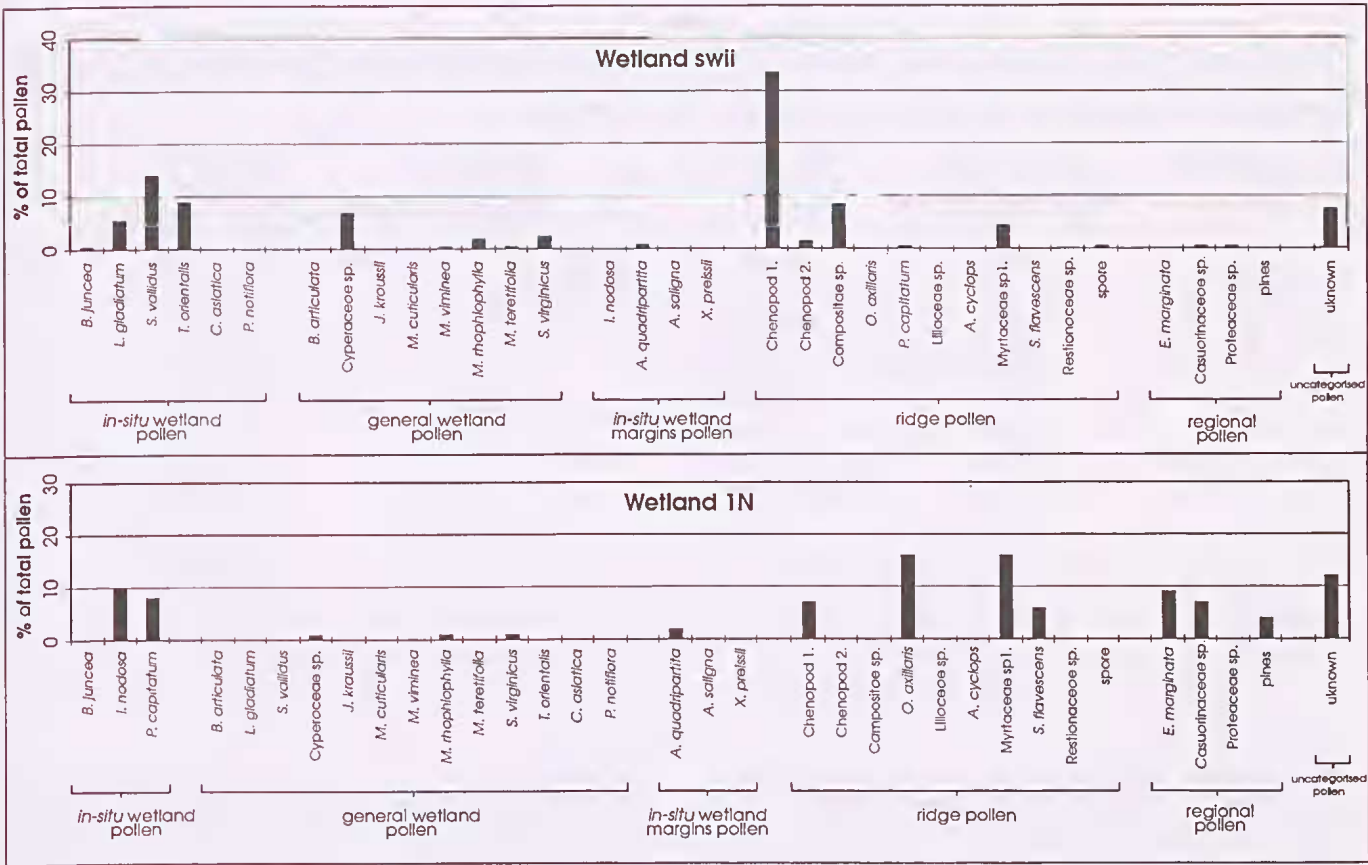 Wetland swii
% of total pollen
40
30
20
10
0
B. juncea
L. gladiatum
S. validus
T. orientalis
C. asiatica
P. notiflora
B. articulata
Cyperaceae sp.
J. kraussii
M. cuticularis
M. viminea
M. rhaphiophylla
M. teretifolia
S. virginicus
I. nodosa
A. quadripartita
A. saligna
X. preissii
Chenopod 1.
Chenopod 2.
Compositae sp.
O. axillaris
P. capitatum
Liliaceae sp.
A. cyclops
Myrtaceae sp1.
S. flavescens
Restionaceae sp.
spore
E. marginata
Casuarinaceae sp.
Proteaceae sp.
pines
uknown
in-situ wetland
pollen
general wetland
pollen
in-situ wetland
margins pollen
ridge pollen
regional
pollen
uncategorised
pollen
Wetland 1N
% of total pollen
30
20
10
0
B. juncea
I. nodosa
P. capitatum
B. articulata
L. gladiatum
S. validus
Cyperaceae sp.
J. kraussii
M. cuticularis
M. viminea
M. rhaphiophylla
M. teretifolia
S. virginicus
T. orientalis
C. asiatica
P. notiflora
A. quadripartita
A. saligna
X. preissii
Chenopod 1.
Chenopod 2.
Compositae sp.
O. axillaris
Liliaceae sp.
A. cyclops
Myrtaceae sp1.
S. flavescens
Restionaceae sp.
spore
E. marginata
Casuarinaceae sp.
Proteaceae sp.
pines
uknown
in-situ wetland
pollen
general wetland
pollen
in-situ wetland
margins pollen
ridge pollen
regional
pollen
uncategorised
pollen